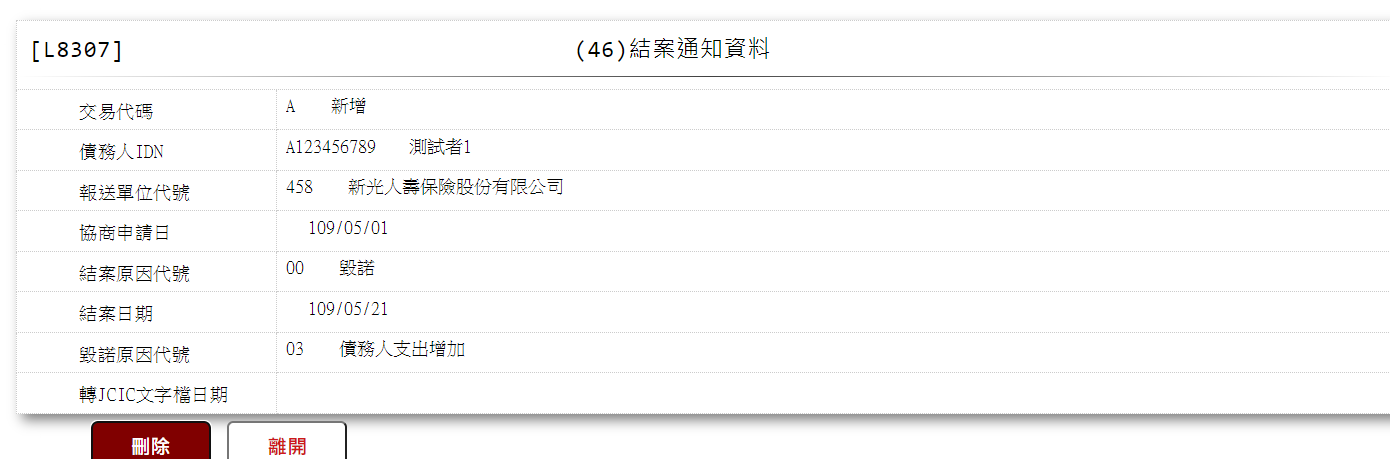 [L8307] (46)結案通知資料
交易代碼 A 新增
債務人IDN A123456789 測試者1
報送單位代號 458 新光人壽保險股份有限公司
協商申請日 109/05/01
結案原因代號 00 毀諾
結案日期 109/05/21
毀諾原因代號 03 債務人支出增加
轉JCIC文字檔日期
刪除 離開